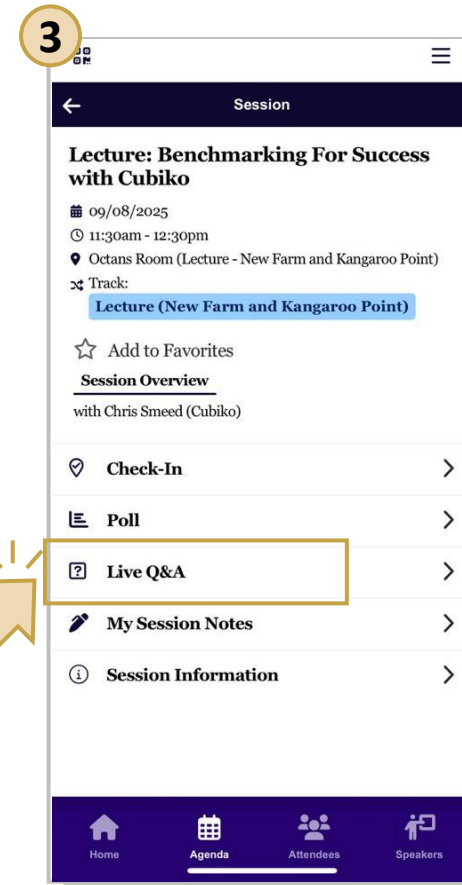 3
Session
Lecture: Benchmarking For Success
with Cubiko
09/08/2025
11:30am - 12:30pm
Octans Room (Lecture - New Farm and Kangaroo Point)
Track:
Lecture (New Farm and Kangaroo Point)
Add to Favorites
Session Overview
with Chris Smeed (Cubiko)
Check-In
Poll
Live Q&A
My Session Notes
Session Information
Home Agenda Attendees Speakers